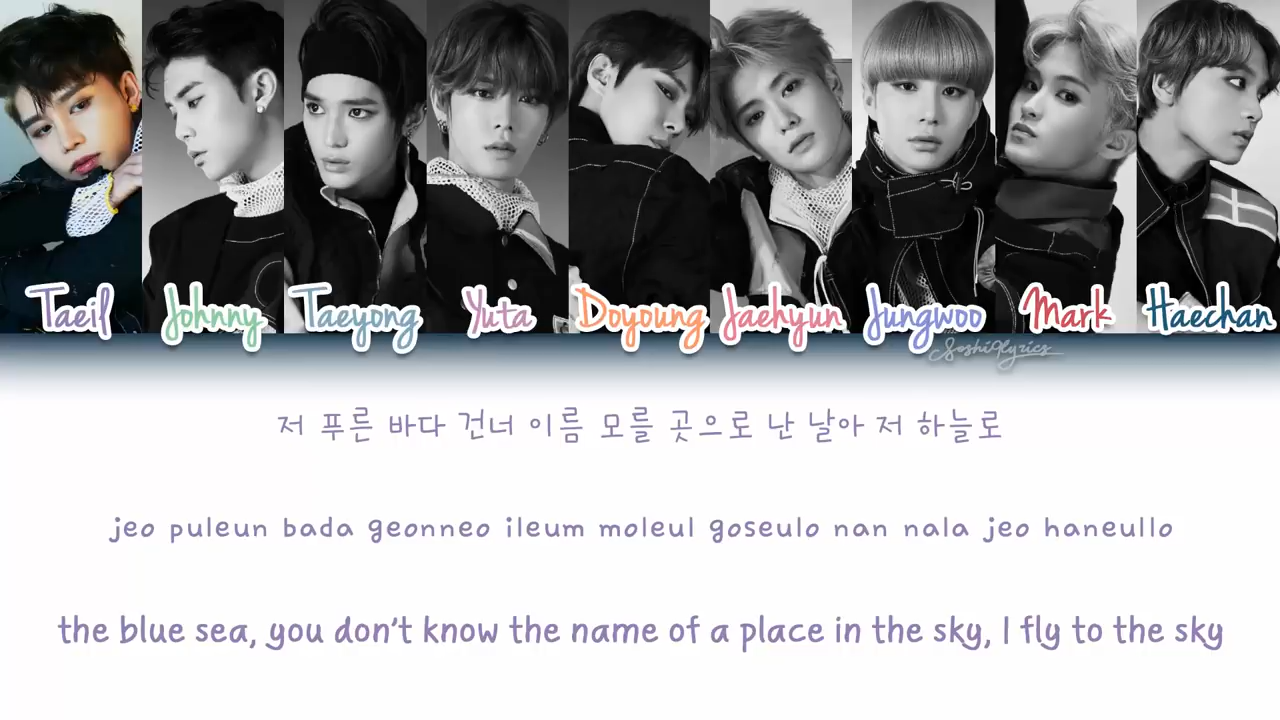 Taeil Johnny Taeyong Yuta Doyoung Jaehyun Jungwoo Mark Haechan
Soshi9lyrics
저 푸른 바다 건너 이름 모를 곳으로 난 날아 저 하늘로
jeo puleun bada geonneo ileum moleul goseulo nan nala jeo haneullo
the blue sea, you don't know the name of a place in the sky, I fly to the sky